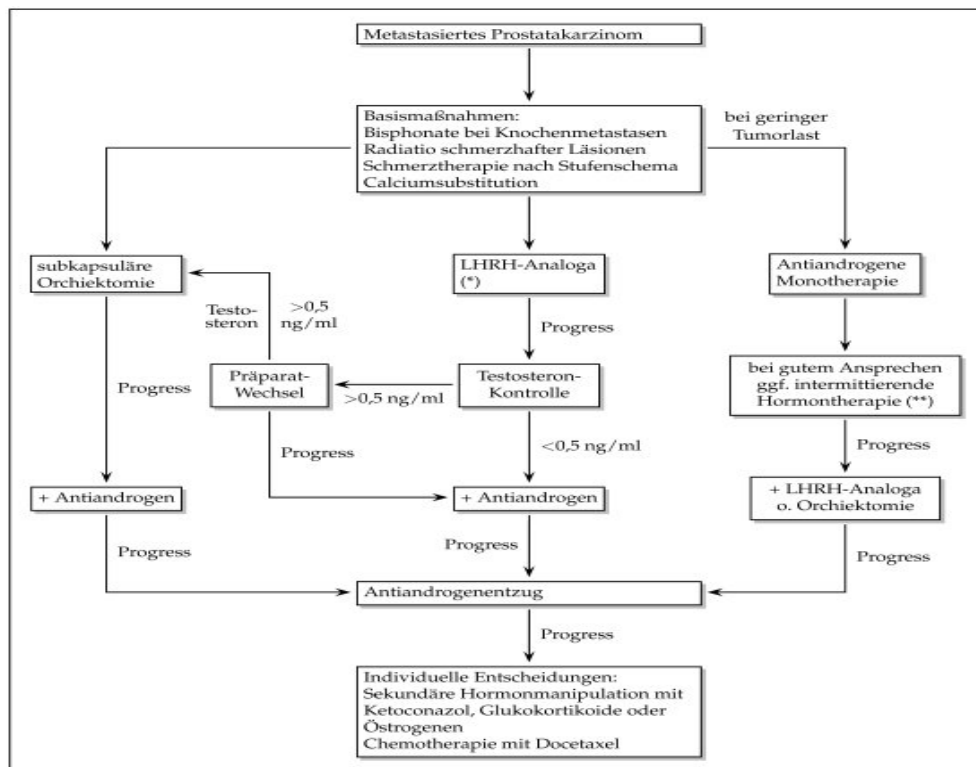 Metastasiertes Prostatakarzinom
Basismaßnahmen:
Bisphonate bei Knochenmetastasen
Radiatio schmerzhafter Läsionen
Schmerztherapie nach Stufenschema
Calciumsubstitution
bei geringer
Tumorlast
subkapsuläre
Orchiektomie
LHRH-Analoga
(*)
Antiandrogene
Monotherapie
Testo-
steron
>0,5
ng/ml
Progress
Progress
Präparat-
Wechsel
>0,5 ng/ml
Testosteron-
Kontrolle
bei gutem Ansprechen
ggf. intermittierende
Hormontherapie (**)
Progress
<0,5 ng/ml
Progress
+ Antiandrogen
+ Antiandrogen
+ LHRH-Analoga
o. Orchiektomie
Progress
Progress
Progress
Antiandrogenentzug
Progress
Individuelle Entscheidungen:
Sekundäre Hormonmanipulation mit
Ketoconazol, Glukokortikoide oder
Östrogenen
Chemotherapie mit Docetaxel